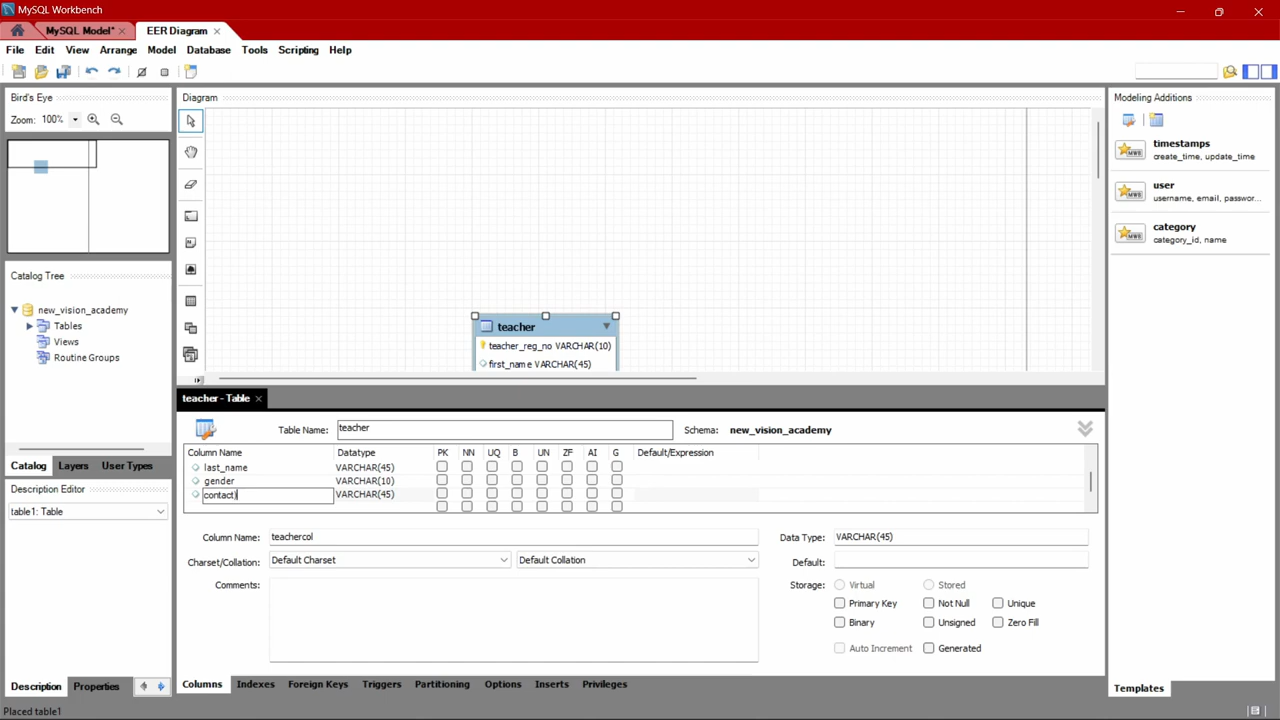 MySQL Workbench
MySQL Model*
EER Diagram
File Edit View Arrange Model Database Tools Scripting Help
Bird's Eye
Zoom: 100%
Diagram
Modeling Additions
timestamps
create_time, update_time
user
username, email, passwor...
category
category_id, name
Catalog Tree
new_vision_academy
Tables
Views
Routine Groups
teacher
teacher_reg_no VARCHAR(10)
first_name VARCHAR(45)
teacher - Table
Table Name: teacher Schema: new_vision_academy
Column Name Datatype PK NN UQ B UN ZF AI G Default/Expression
last_name VARCHAR(45)
gender VARCHAR(10)
contact) VARCHAR(45)
Catalog Layers User Types
Description Editor
table1: Table
Column Name: teachercol Data Type: VARCHAR(45)
Charset/Collation: Default Charset Default Collation Default:
Comments: Storage: Virtual Stored
Primary Key Not Null Unique
Binary Unsigned Zero Fill
Auto Increment Generated
Description Properties
Columns Indexes Foreign Keys Triggers Partitioning Options Inserts Privileges
Templates
Placed table1